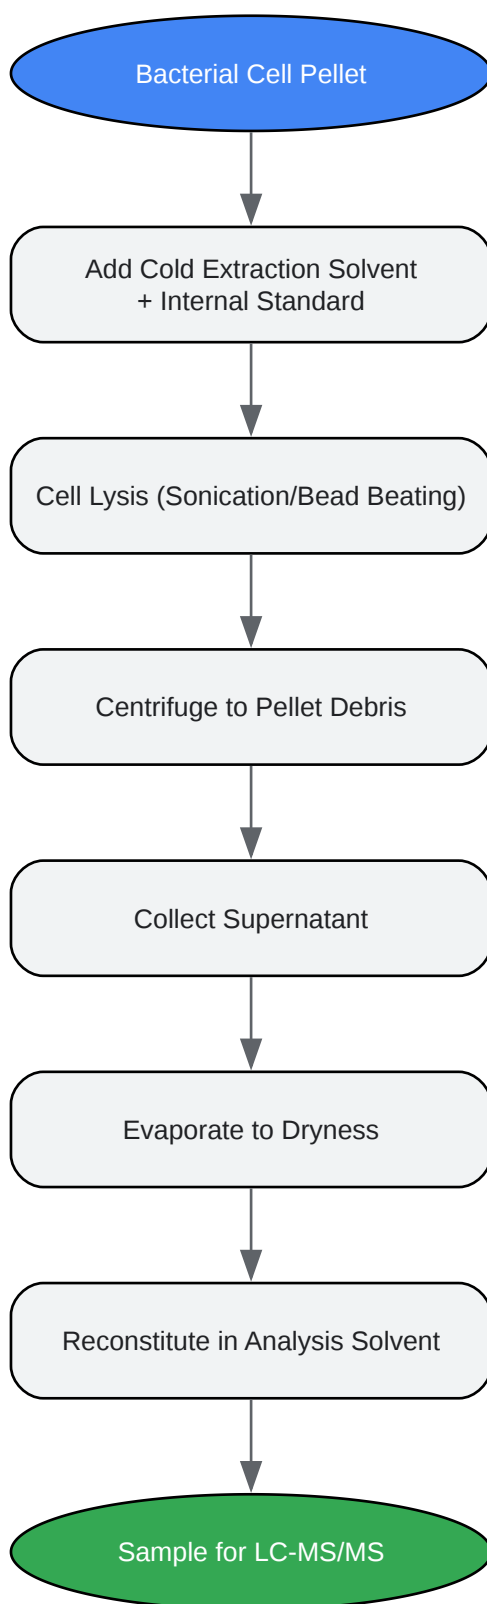 Bacterial Cell Pellet
Add Cold Extraction Solvent
+ Internal Standard
Cell Lysis (Sonication/Bead Beating)
Centrifuge to Pellet Debris
Collect Supernatant
Evaporate to Dryness
Reconstitute in Analysis Solvent
Sample for LC-MS/MS